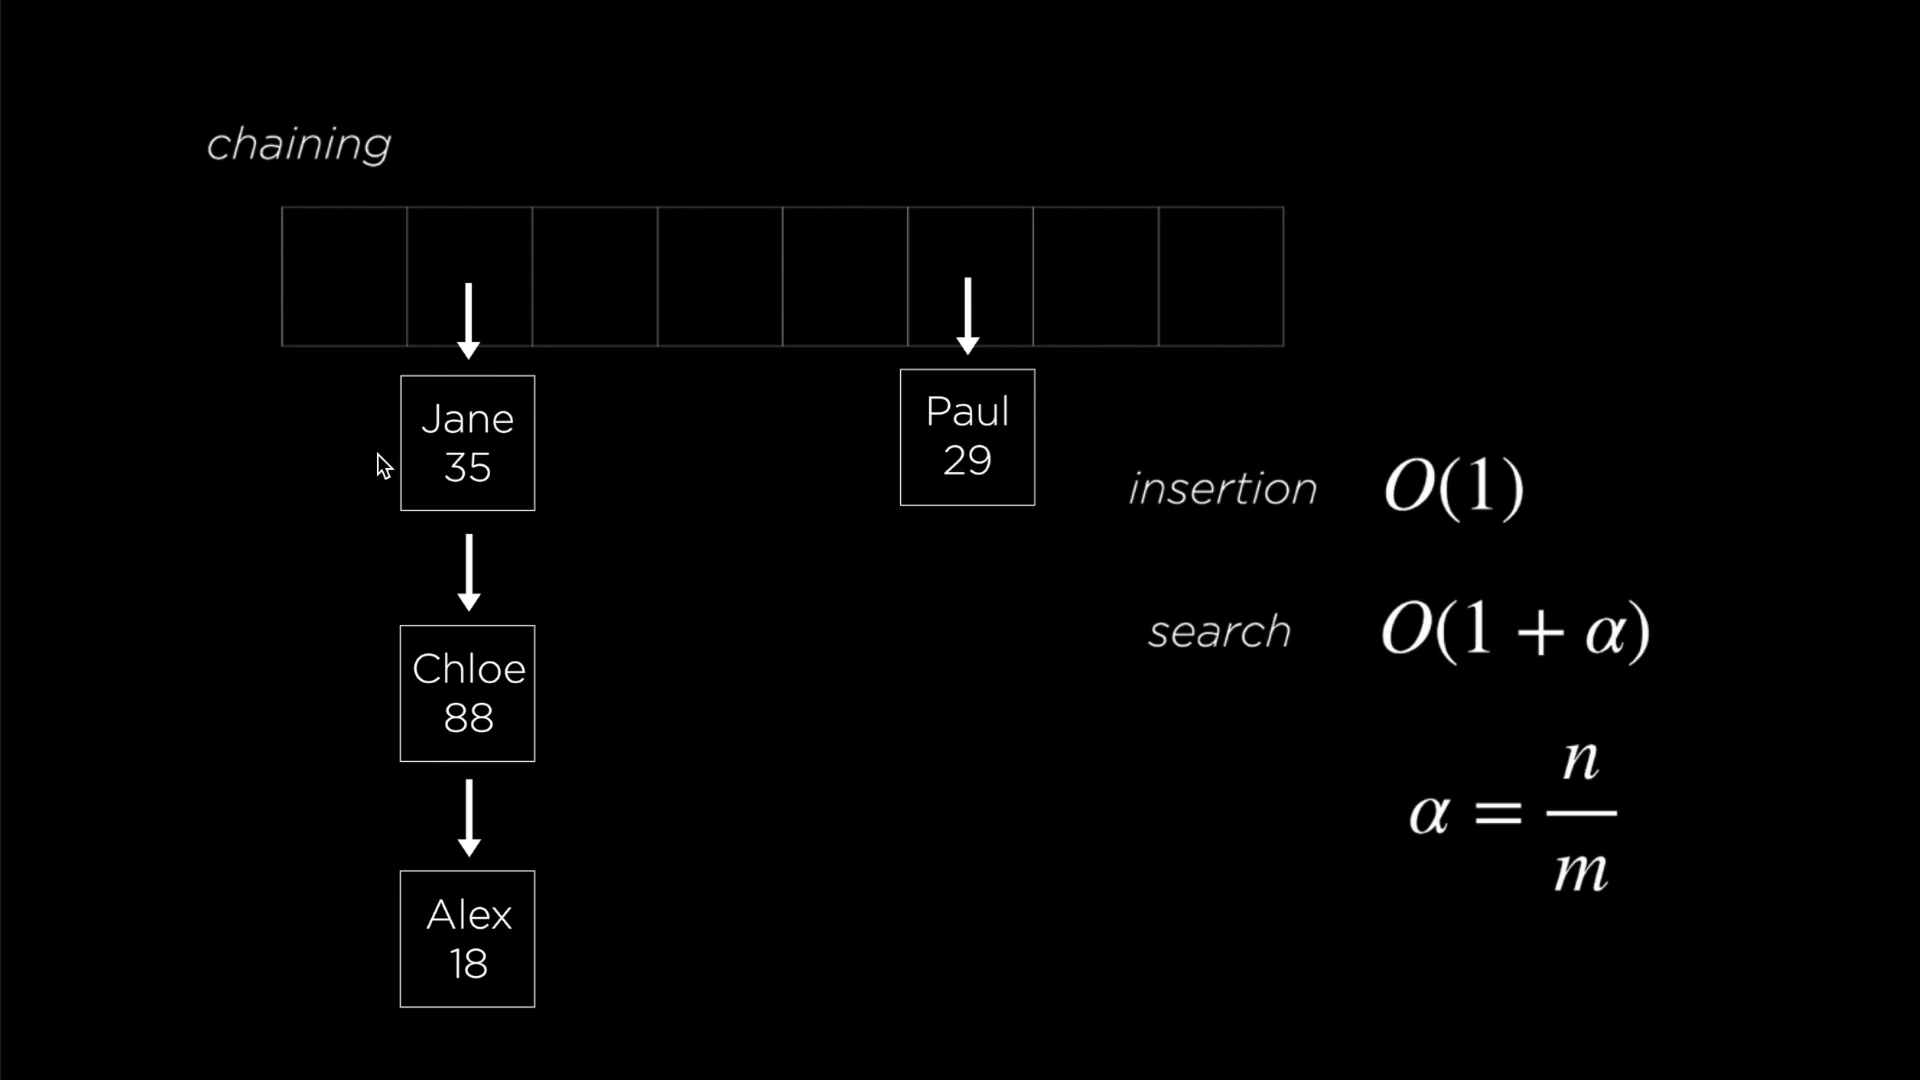 chaining
Jane
35
Paul
29
insertion O(1)
Chloe
88
search O(1 + α)
α = n/m
Alex
18